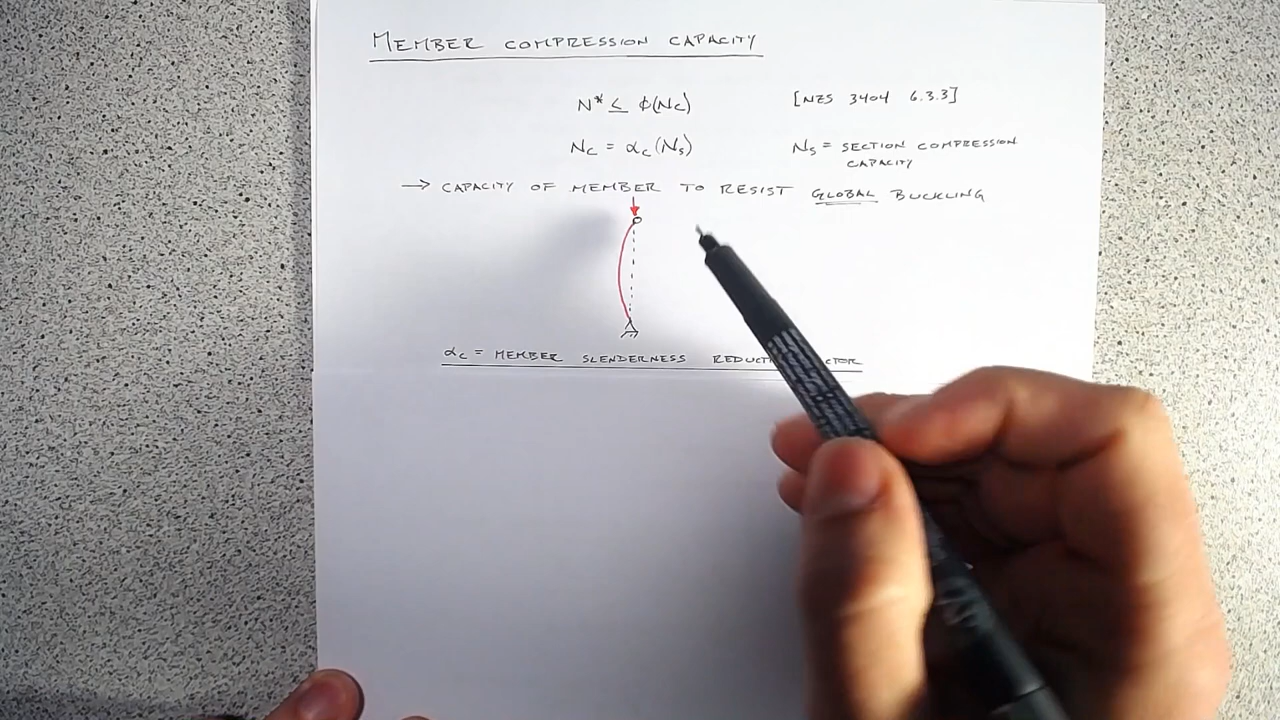 MEMBER COMPRESSION CAPACITY
N* ≤ ϕ(Nc) [NZS 3404 6.3.3]
Nc = αc(Ns) Ns = SECTION COMPRESSION
CAPACITY
→ CAPACITY OF MEMBER TO RESIST GLOBAL BUCKLING
αc = MEMBER SLENDERNESS